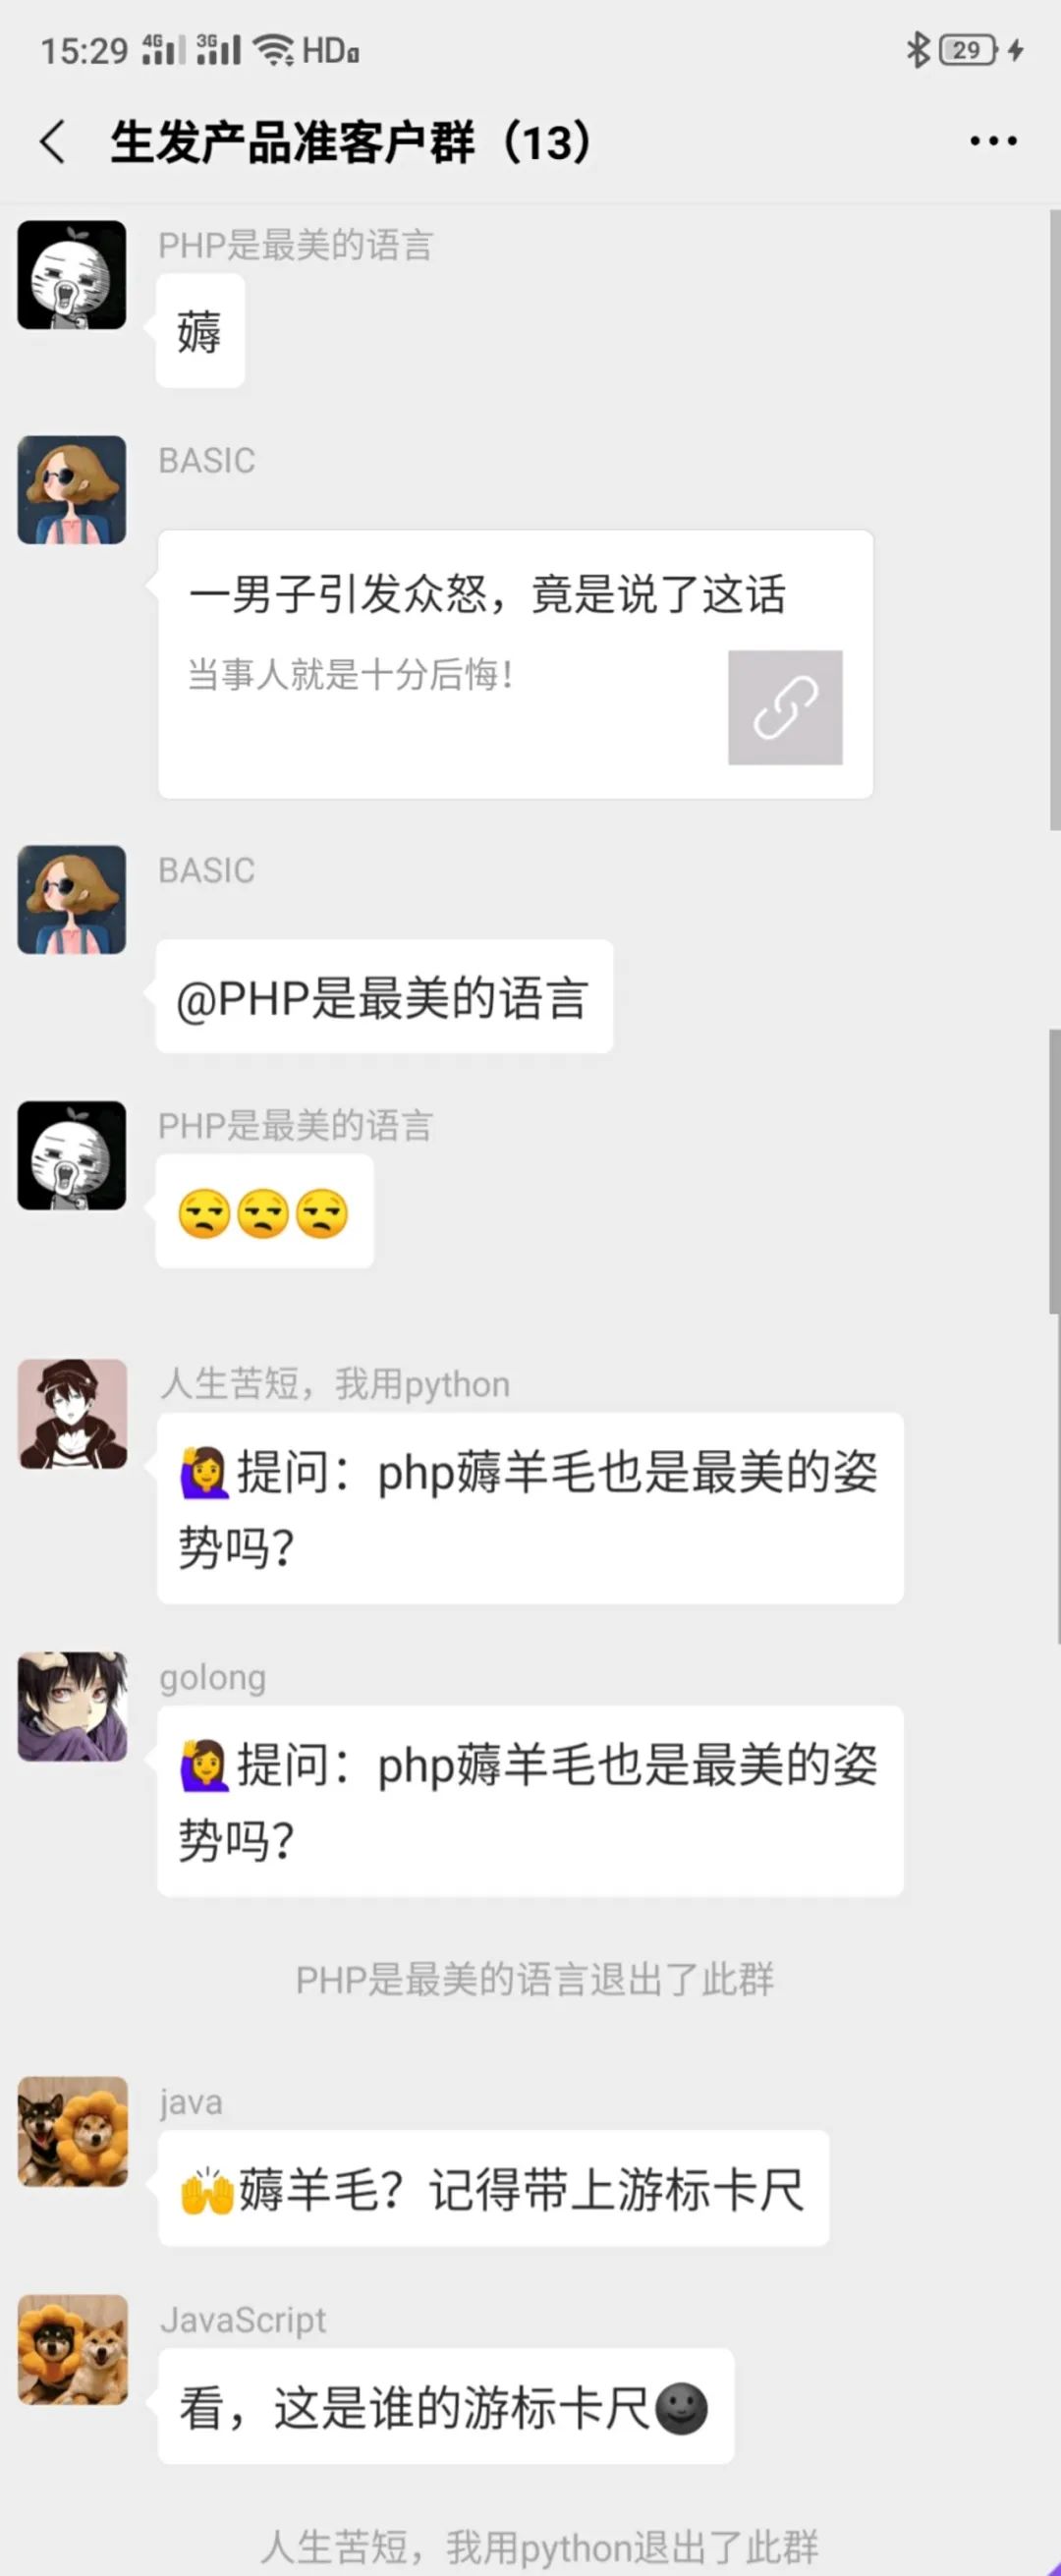 15:29 4G 3G HD
29
生发产品准客户群（13）
PHP是最美的语言
薅
BASIC
一男子引发众怒，竟是说了这话
当事人就是十分后悔！
BASIC
@PHP是最美的语言
PHP是最美的语言
😒😒😒
人生苦短，我用python
🙋‍♀️提问：php薅羊毛也是最美的姿
势吗？
golong
🙋‍♀️提问：php薅羊毛也是最美的姿
势吗？
PHP是最美的语言退出了此群
java
🙌薅羊毛？记得带上游标卡尺
JavaScript
看，这是谁的游标卡尺🌚
人生苦短，我用python退出了此群